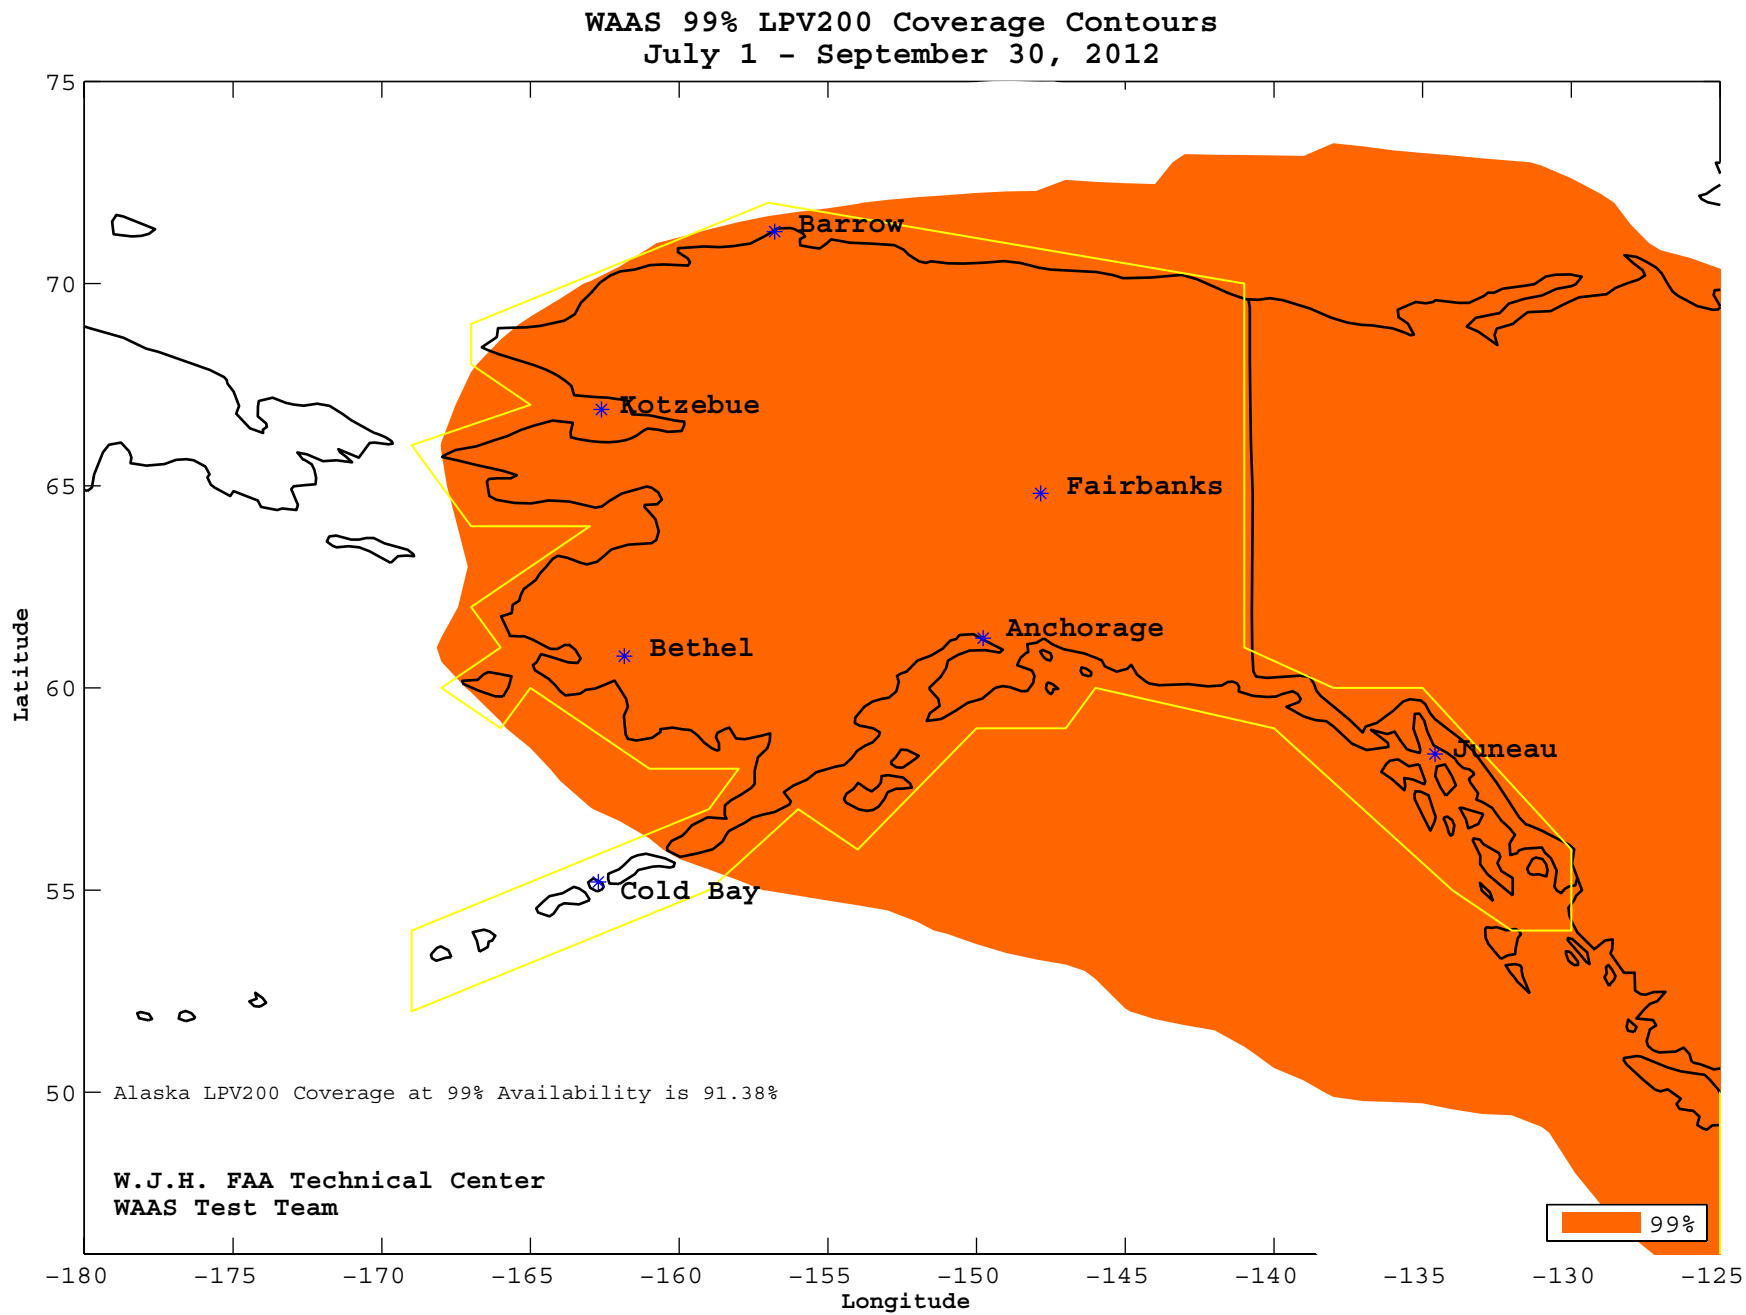 WAAS 99% LPV200 Coverage Contours
July 1 - September 30, 2012
75
70
65
60
55
50
Latitude
Barrow
Kotzebue
Fairbanks
Anchorage
Bethel
Juneau
Cold Bay
Alaska LPV200 Coverage at 99% Availability is 91.38%
W.J.H. FAA Technical Center
WAAS Test Team
99%
-180 -175 -170 -165 -160 -155 -150 -145 -140 -135 -130 -125
Longitude